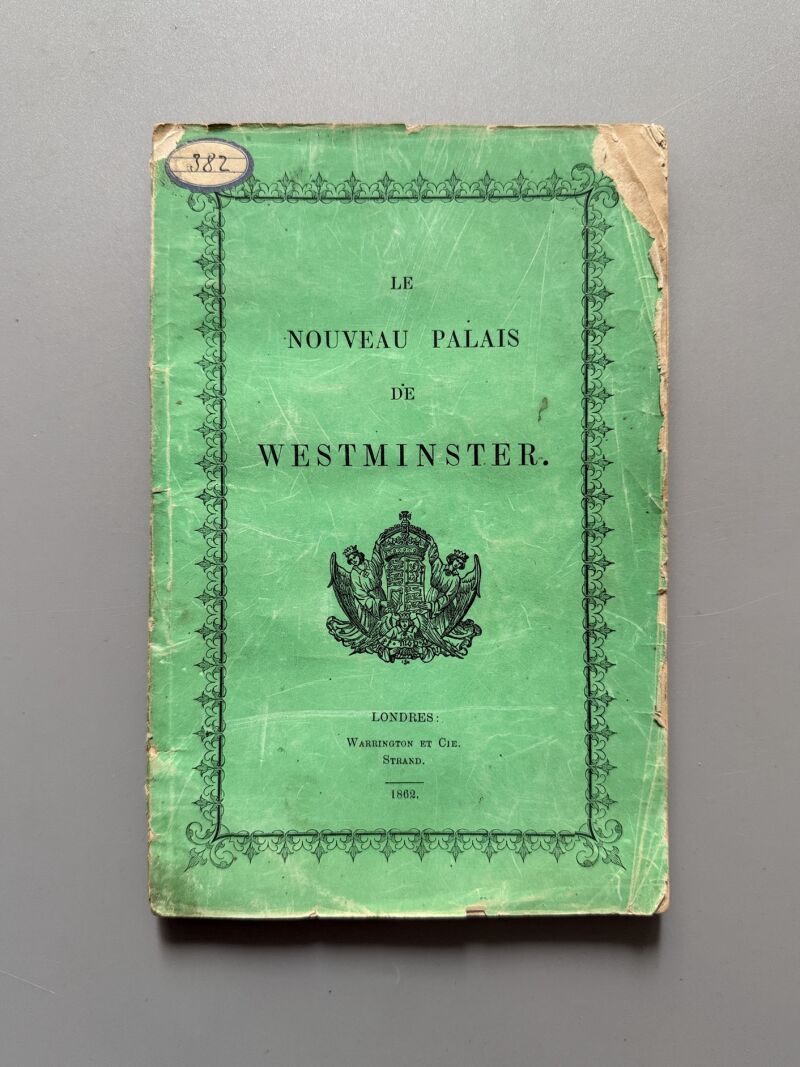 382
LE
NOUVEAU PALAIS
DE
WESTMINSTER.
LONDRES:
WARRINGTON ET CIE.
STRAND.
1862.